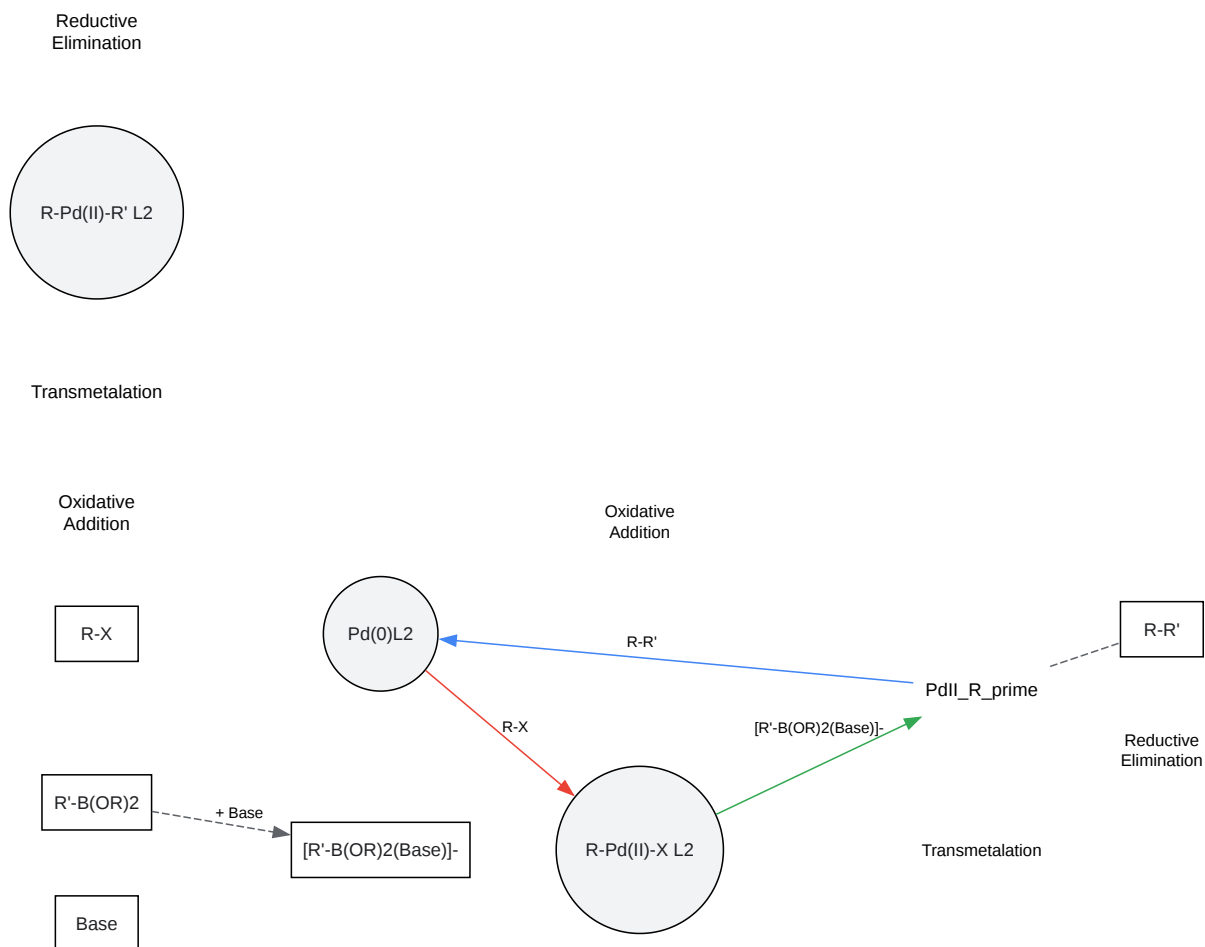 Reductive
Elimination
R-Pd(II)-R' L2
Transmetalation
Oxidative
Addition
Oxidative
Addition
R-X
Pd(0)L2
R-R'
R-R'
PdII_R_prime
R-X
[R'-B(OR)2(Base)]-
Reductive
Elimination
R'-B(OR)2
+ Base
[R'-B(OR)2(Base)]-
R-Pd(II)-X L2
Transmetalation
Base